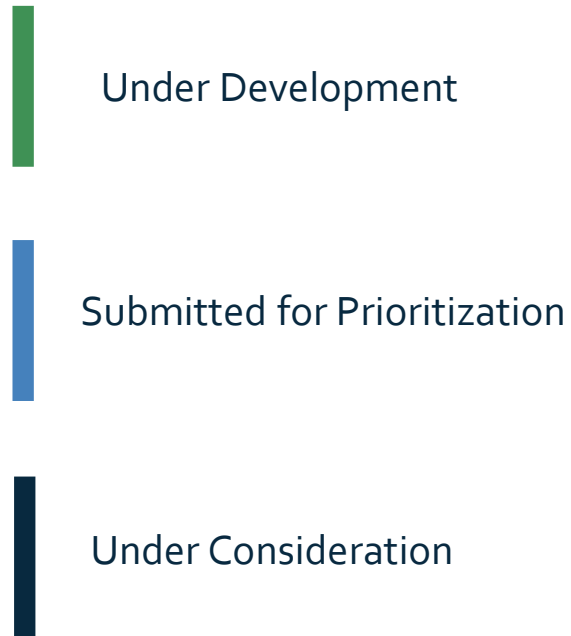 Under Development
Submitted for Prioritization
Under Consideration